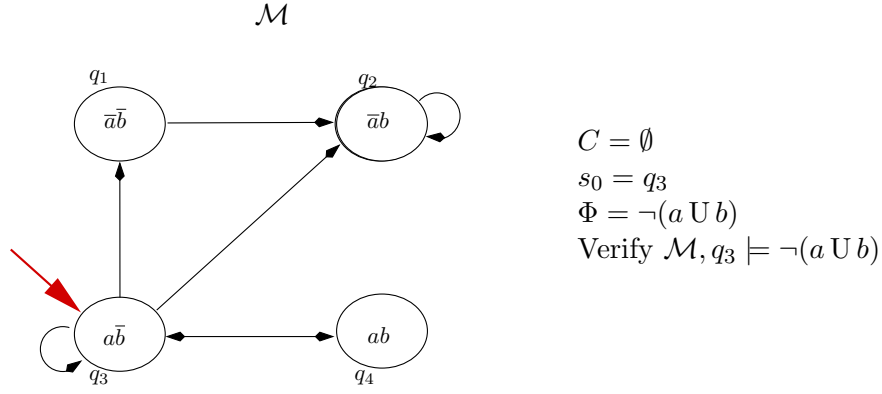 ℳ
q₁
a̅b̅
q₂
a̅b
C = ∅
s₀ = q₃
Φ = ¬(a U b)
Verify ℳ, q₃ ⊨ ¬(a U b)
ab̅
q₃
ab
q₄